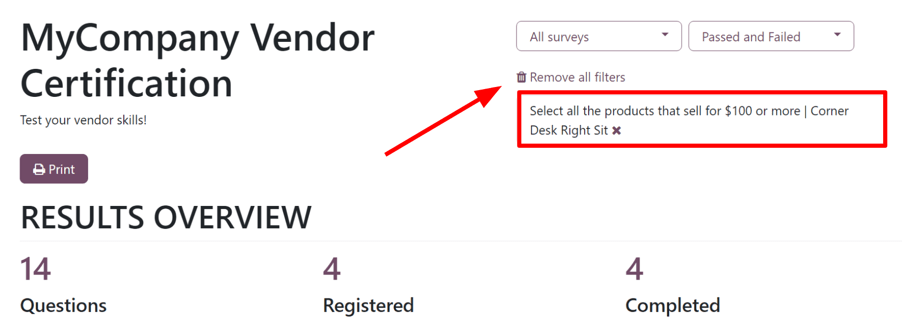 MyCompany Vendor
Certification
Test your vendor skills!
Print
All surveys
Passed and Failed
Remove all filters
Select all the products that sell for $100 or more | Corner
Desk Right Sit
RESULTS OVERVIEW
14
Questions
4
Registered
4
Completed